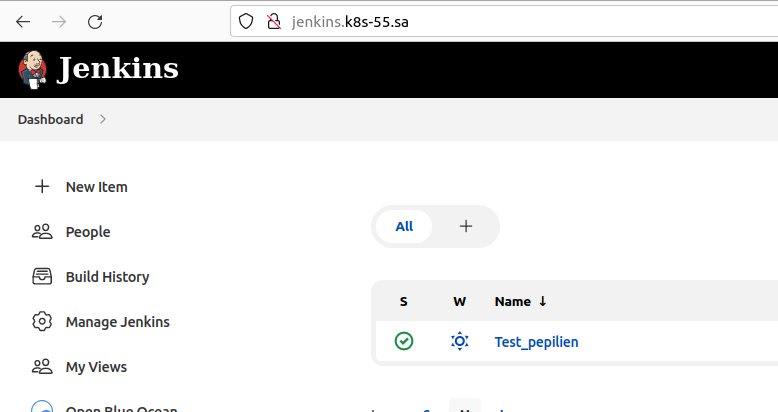 jenkins.k8s-55.sa
Jenkins
Dashboard
New Item
People
Build History
Manage Jenkins
My Views
Open Blue Ocean
All
S W Name ↓
Test_pepilien